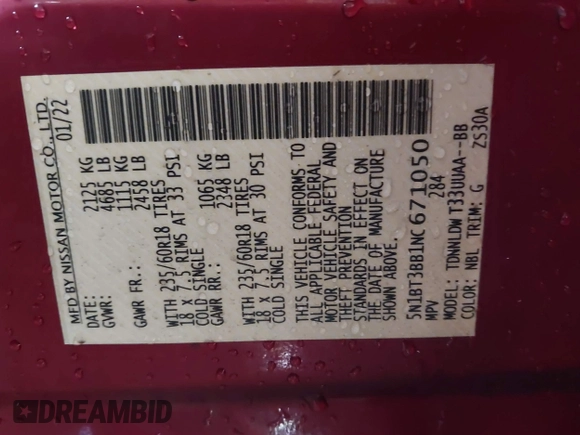 MFD BY NISSAN MOTOR CO., LTD.
DATE: 01/22
GVWR: 2125 KG
4685 LB
GAWR FR.: 1115 KG
2458 LB
WITH 235/60R18 TIRES
18 x 7.5 RIMS AT 33 PSI
COLD SINGLE
GAWR RR.: 1065 KG
2348 LB
WITH 235/60R18 TIRES
18 x 7.5 RIMS AT 30 PSI
COLD SINGLE
THIS VEHICLE CONFORMS TO
ALL APPLICABLE FEDERAL
MOTOR VEHICLE SAFETY AND
THEFT PREVENTION
STANDARDS IN EFFECT ON
THE DATE OF MANUFACTURE
SHOWN ABOVE.
5N1BT3BB1NC671050
MPV 284
MODEL: TDNNLDWT33UUAA--BB
COLOR: NBL TRIM: G ZS30A
DREAMBID